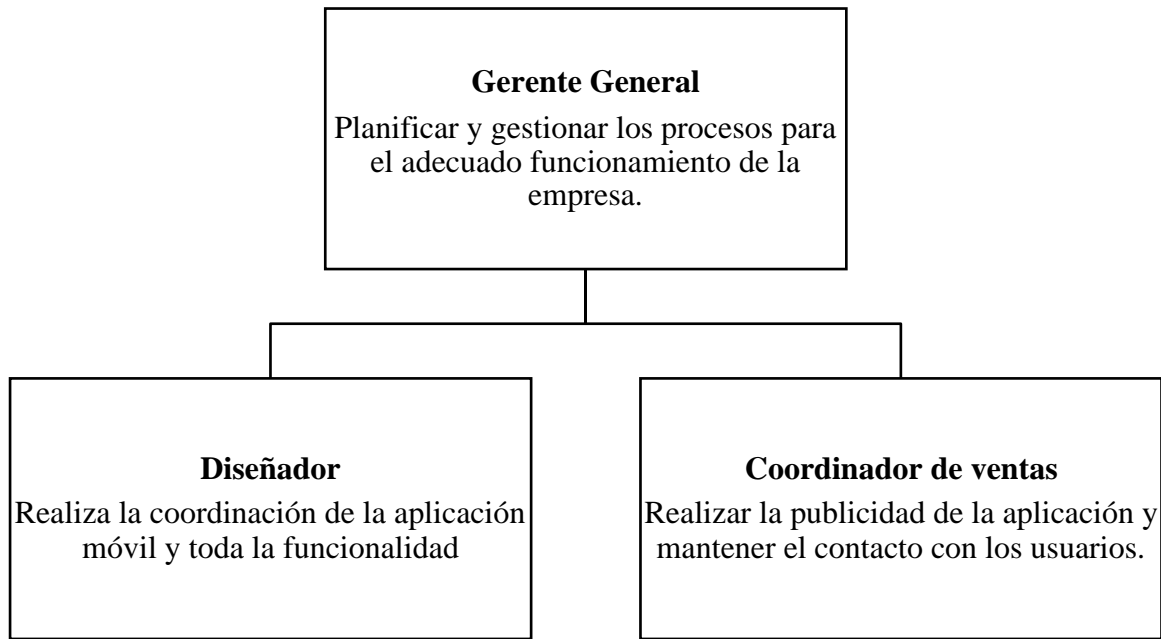 Gerente General
Planificar y gestionar los procesos para
el adecuado funcionamiento de la
empresa.
Diseñador
Realiza la coordinación de la aplicación
móvil y toda la funcionalidad
Coordinador de ventas
Realizar la publicidad de la aplicación y
mantener el contacto con los usuarios.